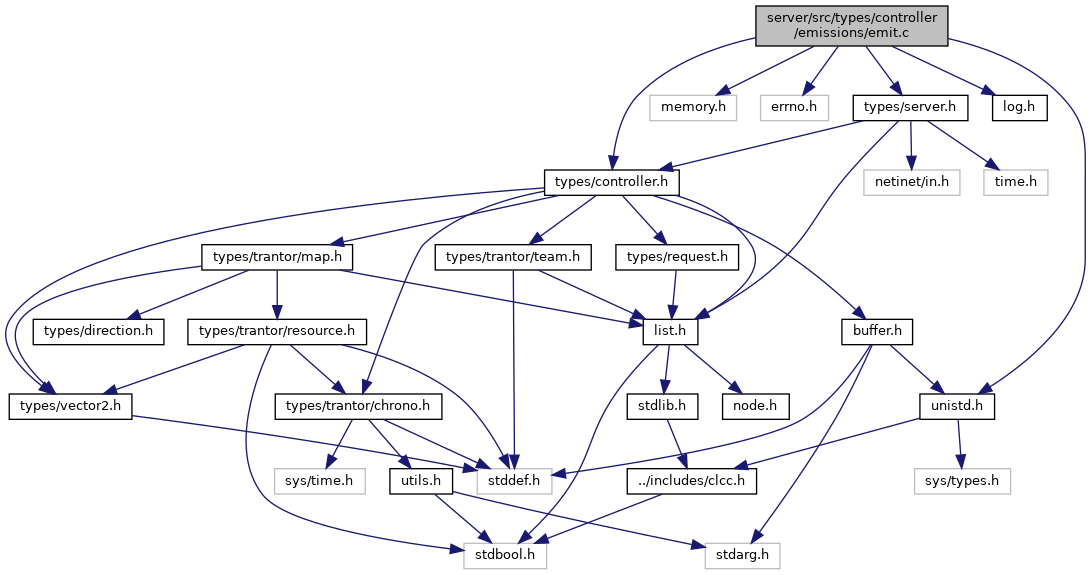 server/src/types/controller
/emissions/emit.c
memory.h
errno.h
types/server.h
log.h
types/controller.h
netinet/in.h
time.h
types/trantor/map.h
types/trantor/team.h
types/request.h
types/direction.h
types/trantor/resource.h
list.h
buffer.h
types/vector2.h
types/trantor/chrono.h
stdlib.h
node.h
unistd.h
sys/time.h
utils.h
stddef.h
../includes/clcc.h
sys/types.h
stdbool.h
stdarg.h